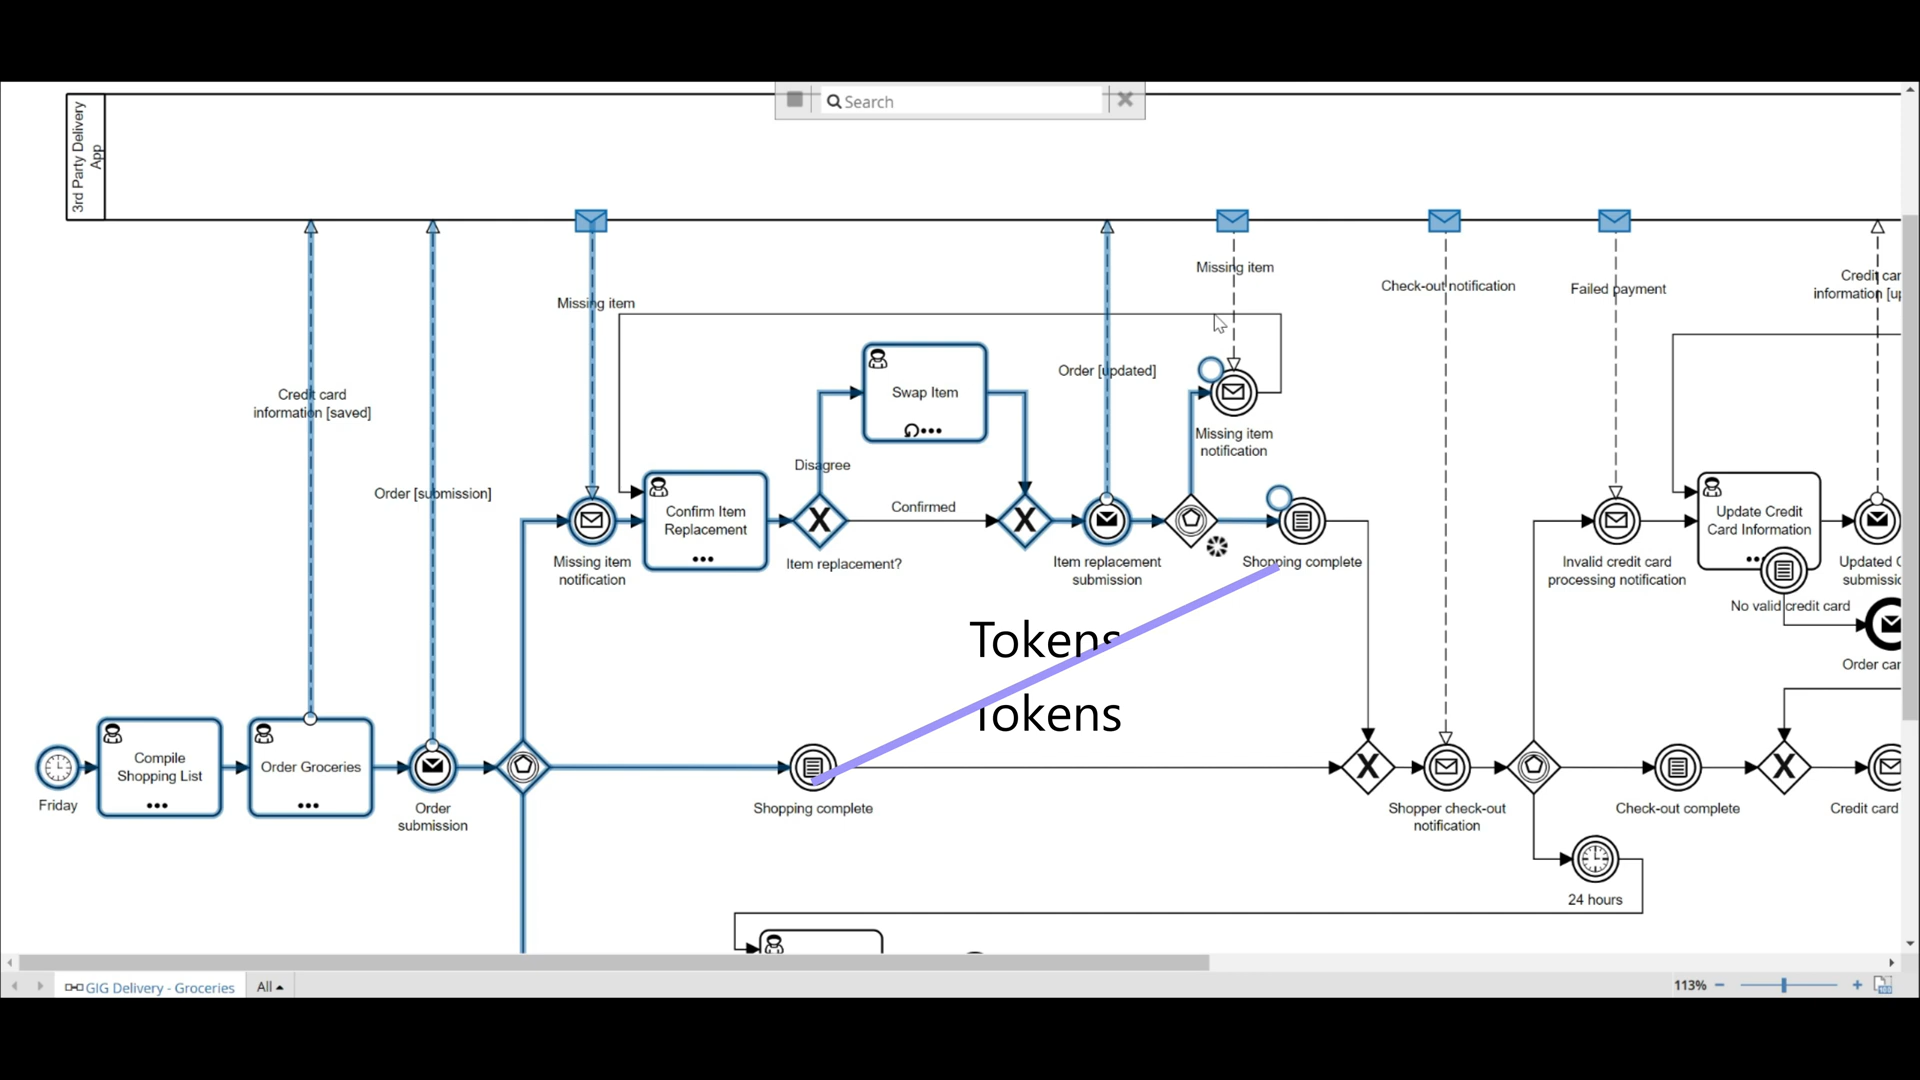 Search
3rd Party Delivery
App
Missing item
Missing item
Check-out notification
Failed payment
Credit car
information [up
Credit card
information [saved]
Order [submission]
Order [updated]
Swap Item
Disagree
Confirmed
Missing item
notification
Confirm Item
Replacement
X
X
Update Credit
Card Information
Missing item
notification
Item replacement?
Item replacement
submission
Shopping complete
Invalid credit card
processing notification
Updated C
submissio
No valid credit card
Order car
Tokens
Tokens
Compile
Shopping List
Order Groceries
X
X
Friday
Order
submission
Shopping complete
Shopper check-out
notification
Check-out complete
Credit card
24 hours
GIG Delivery - Groceries
All
113%